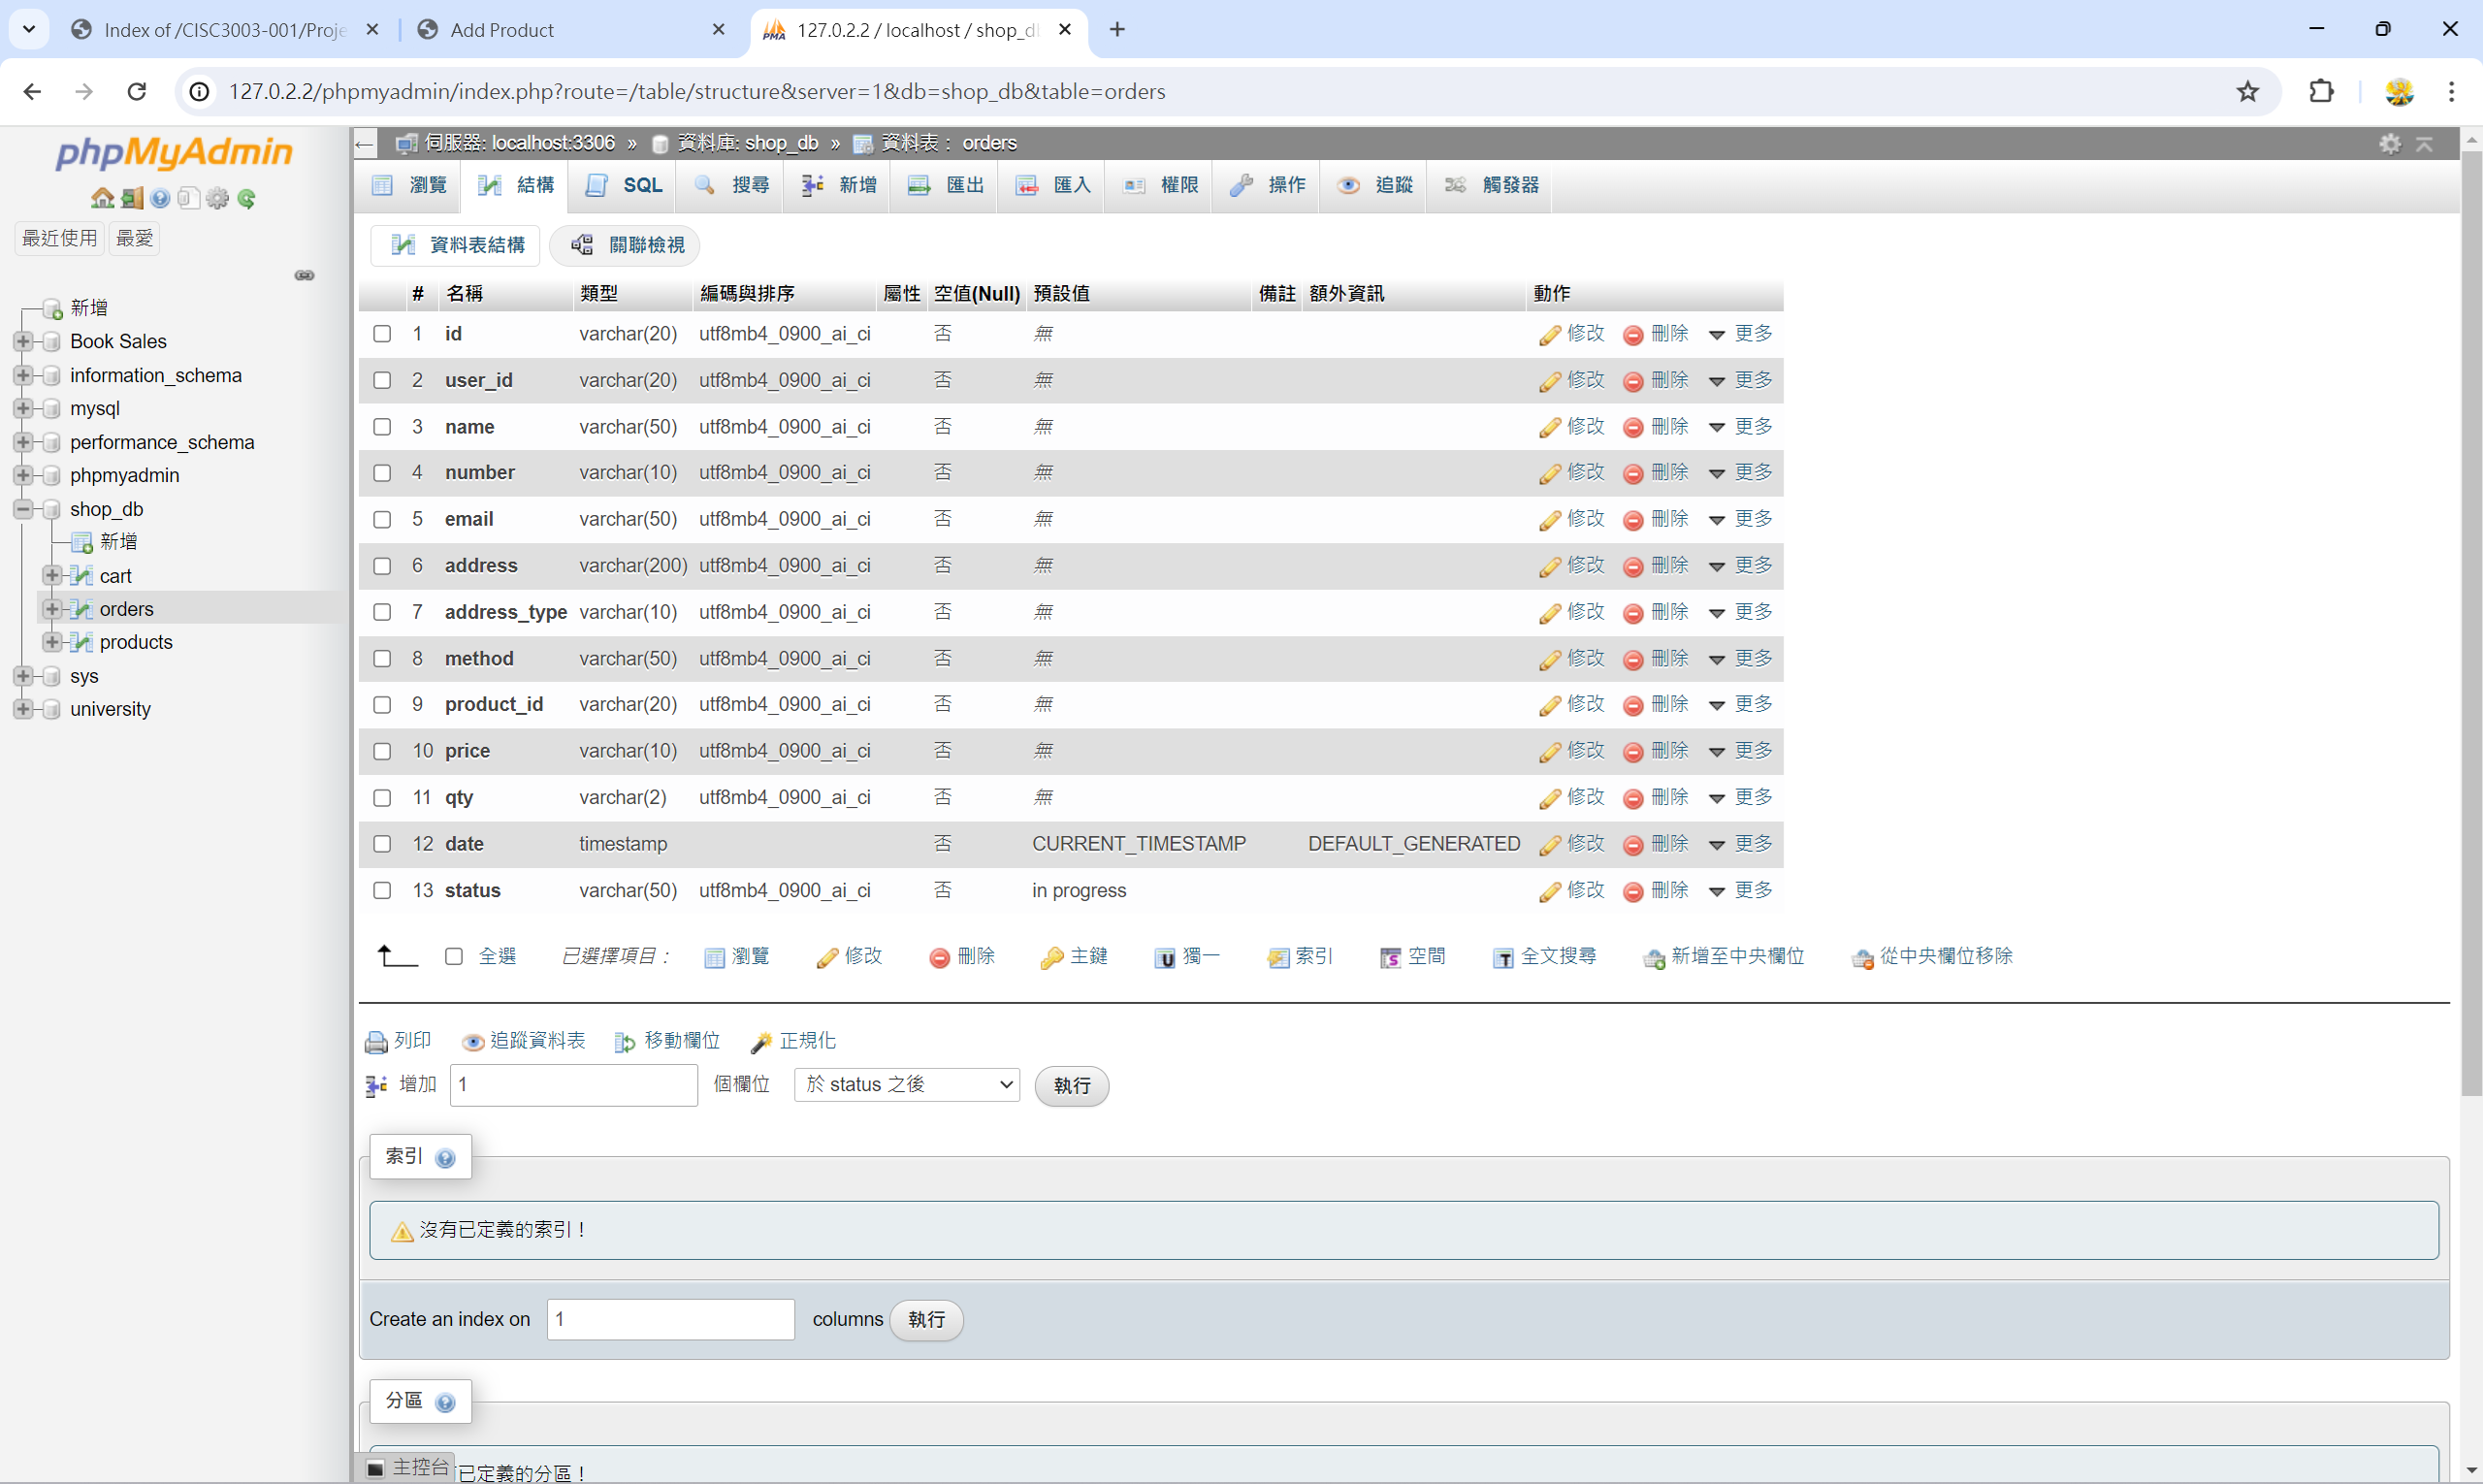 Index of /CISC3003-001/Proje
Add Product
127.0.2.2 / localhost / shop_d
127.0.2.2/phpmyadmin/index.php?route=/table/structure&server=1&db=shop_db&table=orders
phpMyAdmin
最近使用 最愛
新增
Book Sales
information_schema
mysql
performance_schema
phpmyadmin
shop_db
新增
cart
orders
products
sys
university
伺服器: localhost:3306 » 資料庫: shop_db » 資料表： orders
瀏覽 結構 SQL 搜尋 新增 匯出 匯入 權限 操作 追蹤 觸發器
資料表結構 關聯檢視
# 名稱 類型 編碼與排序 屬性 空值(Null) 預設值 備註 額外資訊 動作
1 id varchar(20) utf8mb4_0900_ai_ci 否 無 修改 刪除 更多
2 user_id varchar(20) utf8mb4_0900_ai_ci 否 無 修改 刪除 更多
3 name varchar(50) utf8mb4_0900_ai_ci 否 無 修改 刪除 更多
4 number varchar(10) utf8mb4_0900_ai_ci 否 無 修改 刪除 更多
5 email varchar(50) utf8mb4_0900_ai_ci 否 無 修改 刪除 更多
6 address varchar(200) utf8mb4_0900_ai_ci 否 無 修改 刪除 更多
7 address_type varchar(10) utf8mb4_0900_ai_ci 否 無 修改 刪除 更多
8 method varchar(50) utf8mb4_0900_ai_ci 否 無 修改 刪除 更多
9 product_id varchar(20) utf8mb4_0900_ai_ci 否 無 修改 刪除 更多
10 price varchar(10) utf8mb4_0900_ai_ci 否 無 修改 刪除 更多
11 qty varchar(2) utf8mb4_0900_ai_ci 否 無 修改 刪除 更多
12 date timestamp 否 CURRENT_TIMESTAMP DEFAULT_GENERATED 修改 刪除 更多
13 status varchar(50) utf8mb4_0900_ai_ci 否 in progress 修改 刪除 更多
全選 已選擇項目： 瀏覽 修改 刪除 主鍵 獨一 索引 空間 全文搜尋 新增至中央欄位 從中央欄位移除
列印 追蹤資料表 移動欄位 正規化
增加 1 個欄位 於 status 之後 執行
索引
沒有已定義的索引！
Create an index on 1 columns 執行
分區
主控台 已定義的分區！